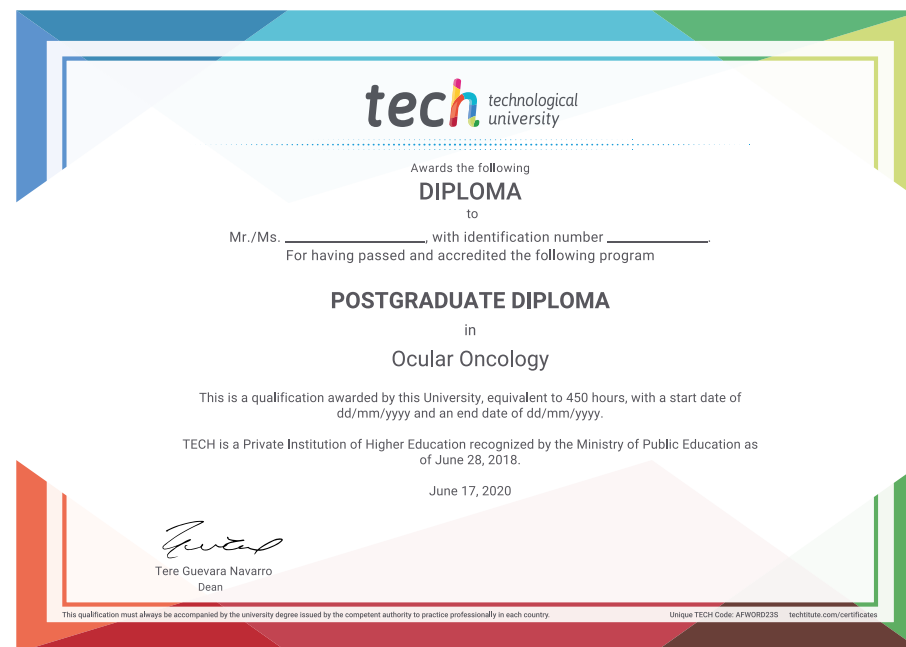 tech technological
university
Awards the following
DIPLOMA
to
Mr./Ms. ____________________, with identification number ______________.
For having passed and accredited the following program
POSTGRADUATE DIPLOMA
in
Ocular Oncology
This is a qualification awarded by this University, equivalent to 450 hours, with a start date of
dd/mm/yyyy and an end date of dd/mm/yyyy.
TECH is a Private Institution of Higher Education recognized by the Ministry of Public Education as
of June 28, 2018.
June 17, 2020
Tere Guevara Navarro
Dean
This qualification must always be accompanied by the university degree issued by the competent authority to practice professionally in each country. Unique TECH Code: AFWORD23S techtitute.com/certificates